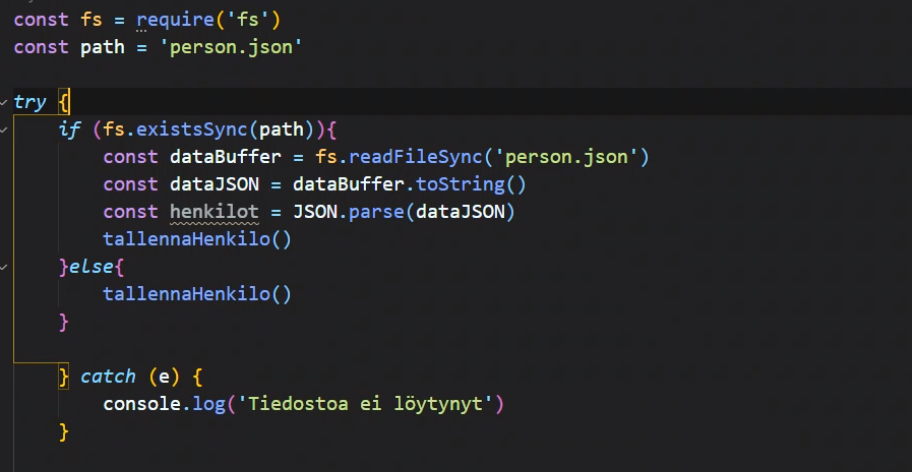 const fs = require('fs')
const path = 'person.json'
try {
if (fs.existsSync(path)){
const dataBuffer = fs.readFileSync('person.json')
const dataJSON = dataBuffer.toString()
const henkilot = JSON.parse(dataJSON)
tallennaHenkilo()
}else{
tallennaHenkilo()
}
} catch (e) {
console.log('Tiedostoa ei löytynyt')
}